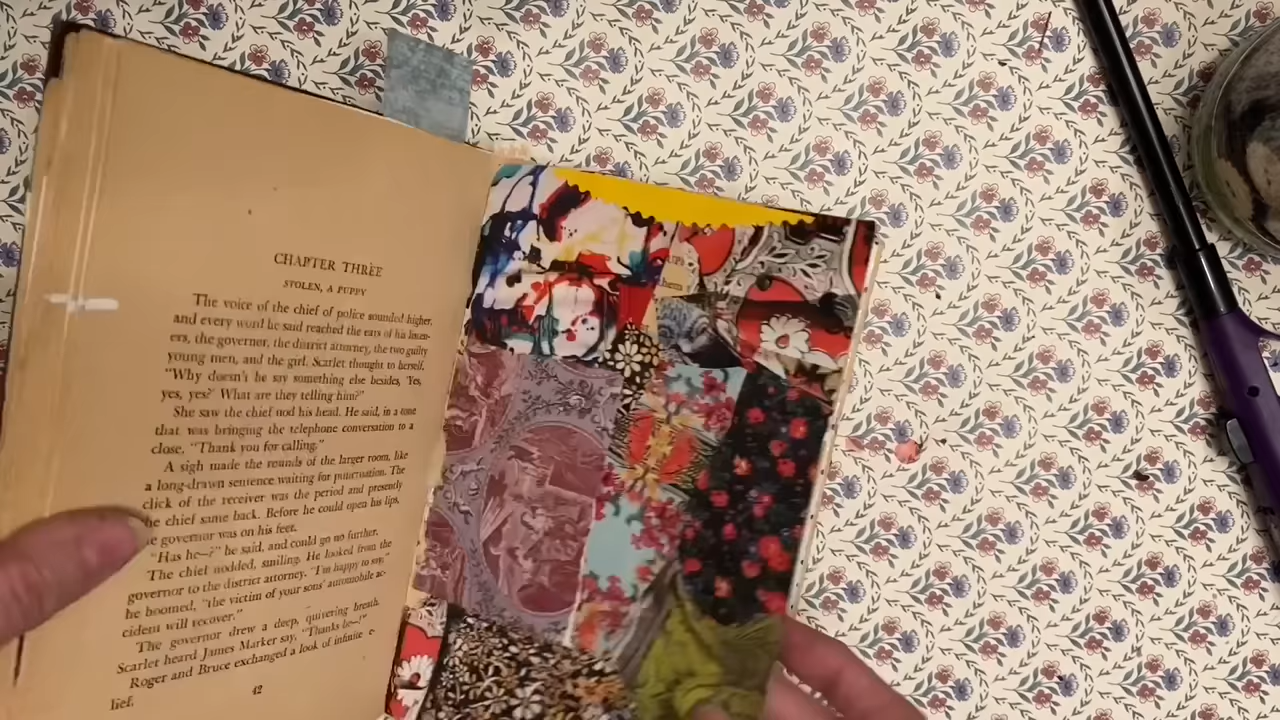 CHAPTER THREE
STOLEN, A PUPPY
The voice of the chief of police sounded higher,
and every word he said reached the ears of his listen-
ers, the governor, the district attorney, the two guilty
young men, and the girl. Scarlet thought to herself,
"Why doesn't he say something else besides, 'Yes,
yes, yes?' What are they telling him?"
She saw the chief nod his head. He said, in a tone
that was bringing the telephone conversation to a
close, "Thank you for calling."
A sigh made the rounds of the larger room, like
a long-drawn sentence waiting for punctuation. The
click of the receiver was the period and presently
he chief came back. Before he could open his lips,
e governor was on his feet.
"Has he—?" he said, and could go no further.
The chief nodded, smiling. He looked from the
governor to the district attorney. "I'm happy to say,"
he boomed, "the victim of your sons' automobile ac-
cident will recover."
The governor drew a deep, quivering breath.
Scarlet heard James Marker say, "Thanks be—!"
Roger and Bruce exchanged a look of infinite e-
lief.
42